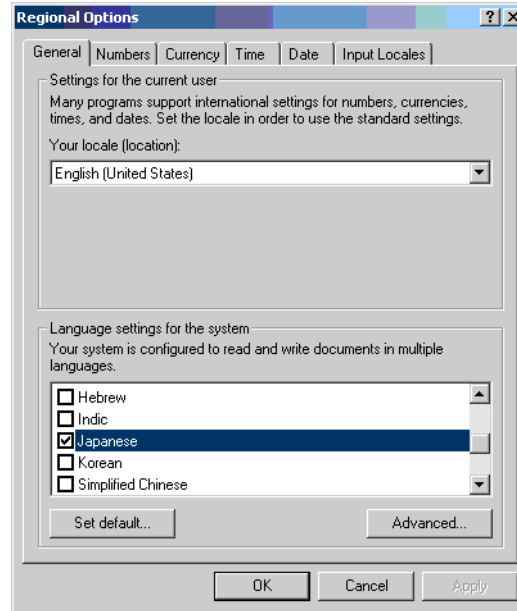 Regional Options
General Numbers Currency Time Date Input Locales
Settings for the current user
Many programs support international settings for numbers, currencies,
times, and dates. Set the locale in order to use the standard settings.
Your locale (location):
English (United States)
Language settings for the system
Your system is configured to read and write documents in multiple
languages.
Hebrew
Indic
Japanese
Korean
Simplified Chinese
Set default... Advanced...
OK Cancel Apply